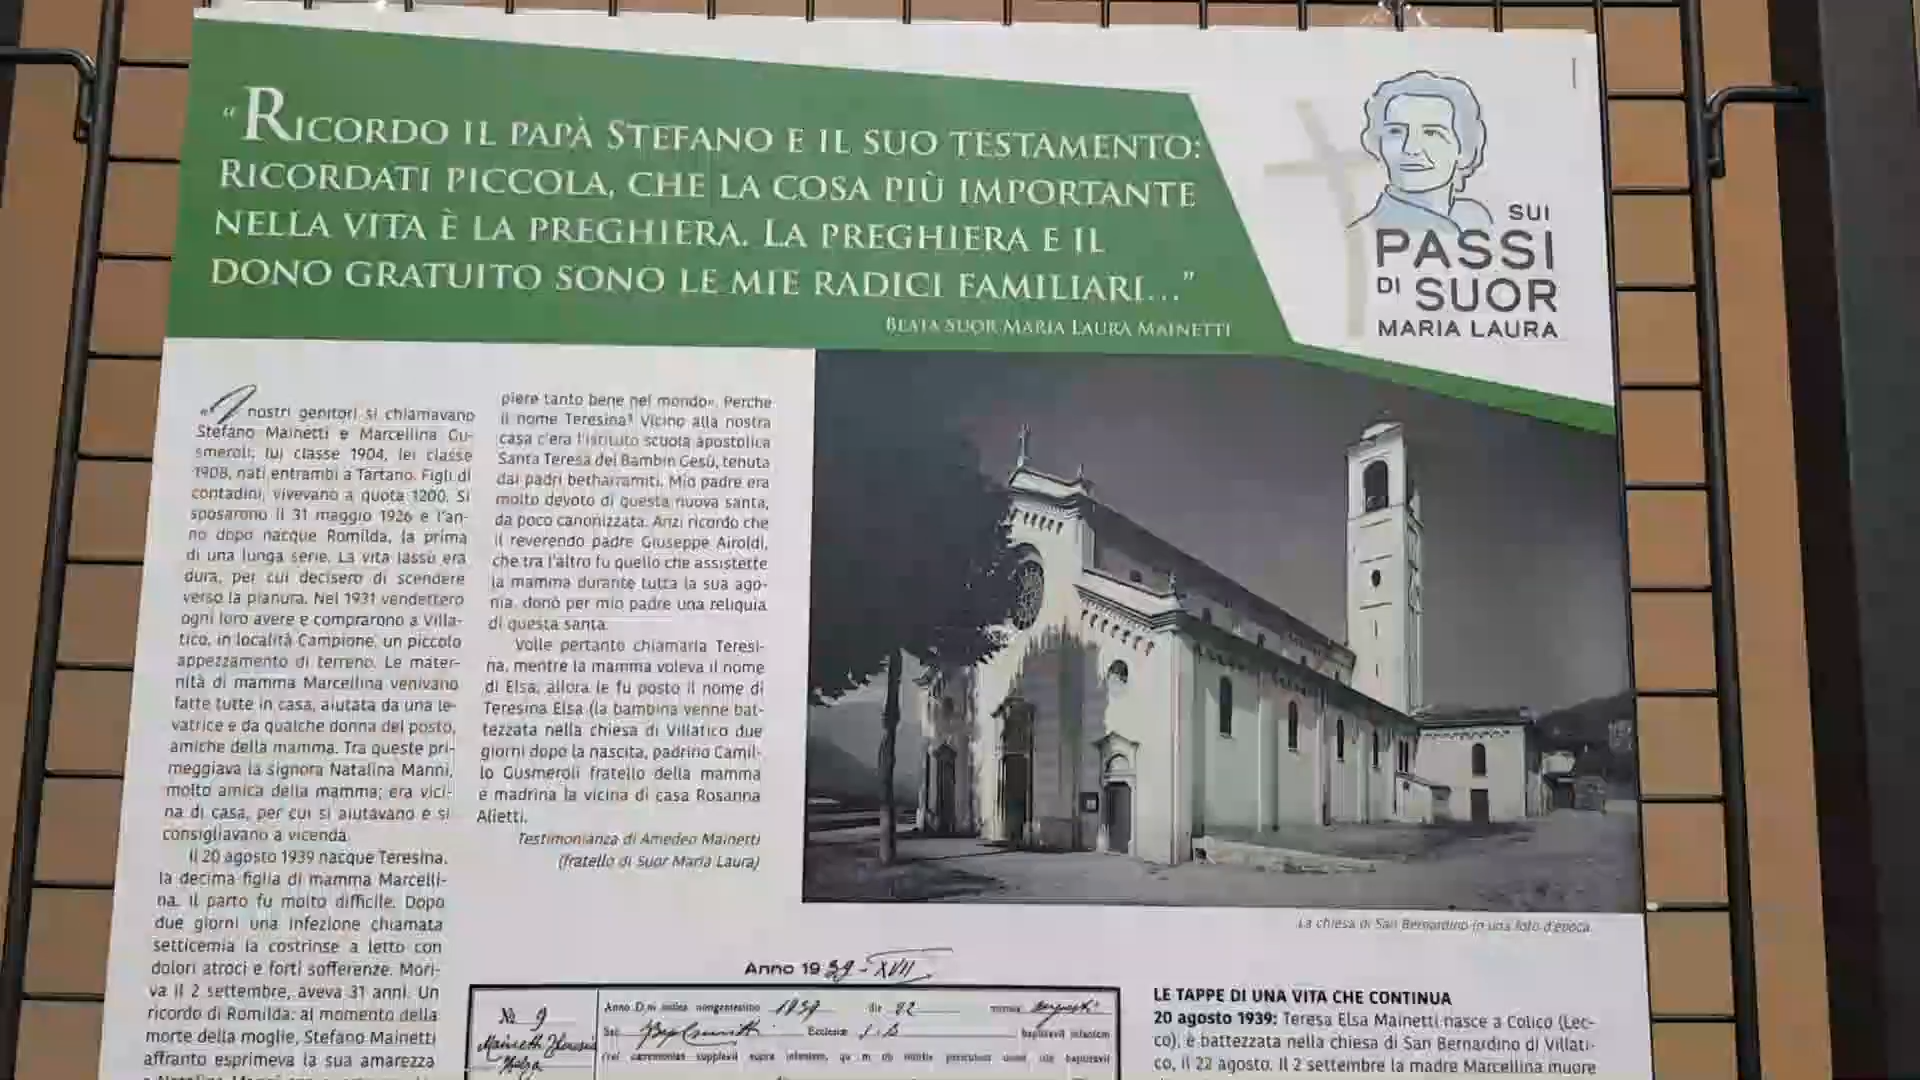 “RICORDO IL PAPÀ STEFANO E IL SUO TESTAMENTO:
RICORDATI PICCOLA, CHE LA COSA PIÙ IMPORTANTE
NELLA VITA È LA PREGHIERA. LA PREGHIERA E IL
DONO GRATUITO SONO LE MIE RADICI FAMILIARI...”
BEATA SUOR MARIA LAURA MAINETTI
SUI
PASSI
DI SUOR
MARIA LAURA
«I nostri genitori si chiamavano
Stefano Mainetti e Marcellina Gu-
smeroli; lui classe 1904, lei classe
1908, nati entrambi a Tartano. Figli di
contadini, vivevano a quota 1200. Si
sposarono il 31 maggio 1926 e l'an-
no dopo nacque Romilda, la prima
di una lunga serie. La vita lassù era
dura, per cui decisero di scendere
verso la pianura. Nel 1931 vendettero
ogni loro avere e comprarono a Villa-
tico, in località Campione, un piccolo
appezzamento di terreno. Le mater-
nità di mamma Marcellina venivano
fatte tutte in casa, aiutata da una le-
vatrice e da qualche donna del posto,
amiche della mamma. Tra queste pri-
meggiava la signora Natalina Manni,
molto amica della mamma; era vici-
na di casa, per cui si aiutavano e si
consigliavano a vicenda.
Il 20 agosto 1939 nacque Teresina,
la decima figlia di mamma Marcelli-
na. Il parto fu molto difficile. Dopo
due giorni una infezione chiamata
setticemia la costrinse a letto con
dolori atroci e forti sofferenze. Mori-
va il 2 settembre, aveva 31 anni. Un
ricordo di Romilda: al momento della
morte della moglie, Stefano Mainetti
affranto esprimeva la sua amarezza
piere tanto bene nel mondo». Perche
il nome Teresina? Vicino alla nostra
casa c'era l'istituto scuola apostolica
Santa Teresa del Bambin Gesù, tenuta
dai padri betharramiti. Mio padre era
molto devoto di questa nuova santa,
da poco canonizzata. Anzi ricordo che
il reverendo padre Giuseppe Airoldi,
che tra l'altro fu quello che assistette
la mamma durante tutta la sua ago-
nia, donò per mio padre una reliquia
di questa santa.
Volle pertanto chiamarla Teresi-
na, mentre la mamma voleva il nome
di Elsa, allora le fu posto il nome di
Teresina Elsa (la bambina venne bat-
tezzata nella chiesa di Villatico due
giorni dopo la nascita, padrino Camil-
lo Gusmeroli fratello della mamma
e madrina la vicina di casa Rosanna
Alietti.
Testimonianza di Amedeo Mainetti
(fratello di Suor Maria Laura)
La chiesa di San Bernardino in una foto d'epoca.
Anno 1939-XVII
No 9
Anno D.ni milles nongentesimo 1939 die 22 mensis
Mainetti
Sac. Ecclesiae baptizavit infantem
LE TAPPE DI UNA VITA CHE CONTINUA
20 agosto 1939: Teresa Elsa Mainetti nasce a Colico (Lec-
co), è battezzata nella chiesa di San Bernardino di Villati-
co, il 22 agosto. Il 2 settembre la madre Marcellina muore